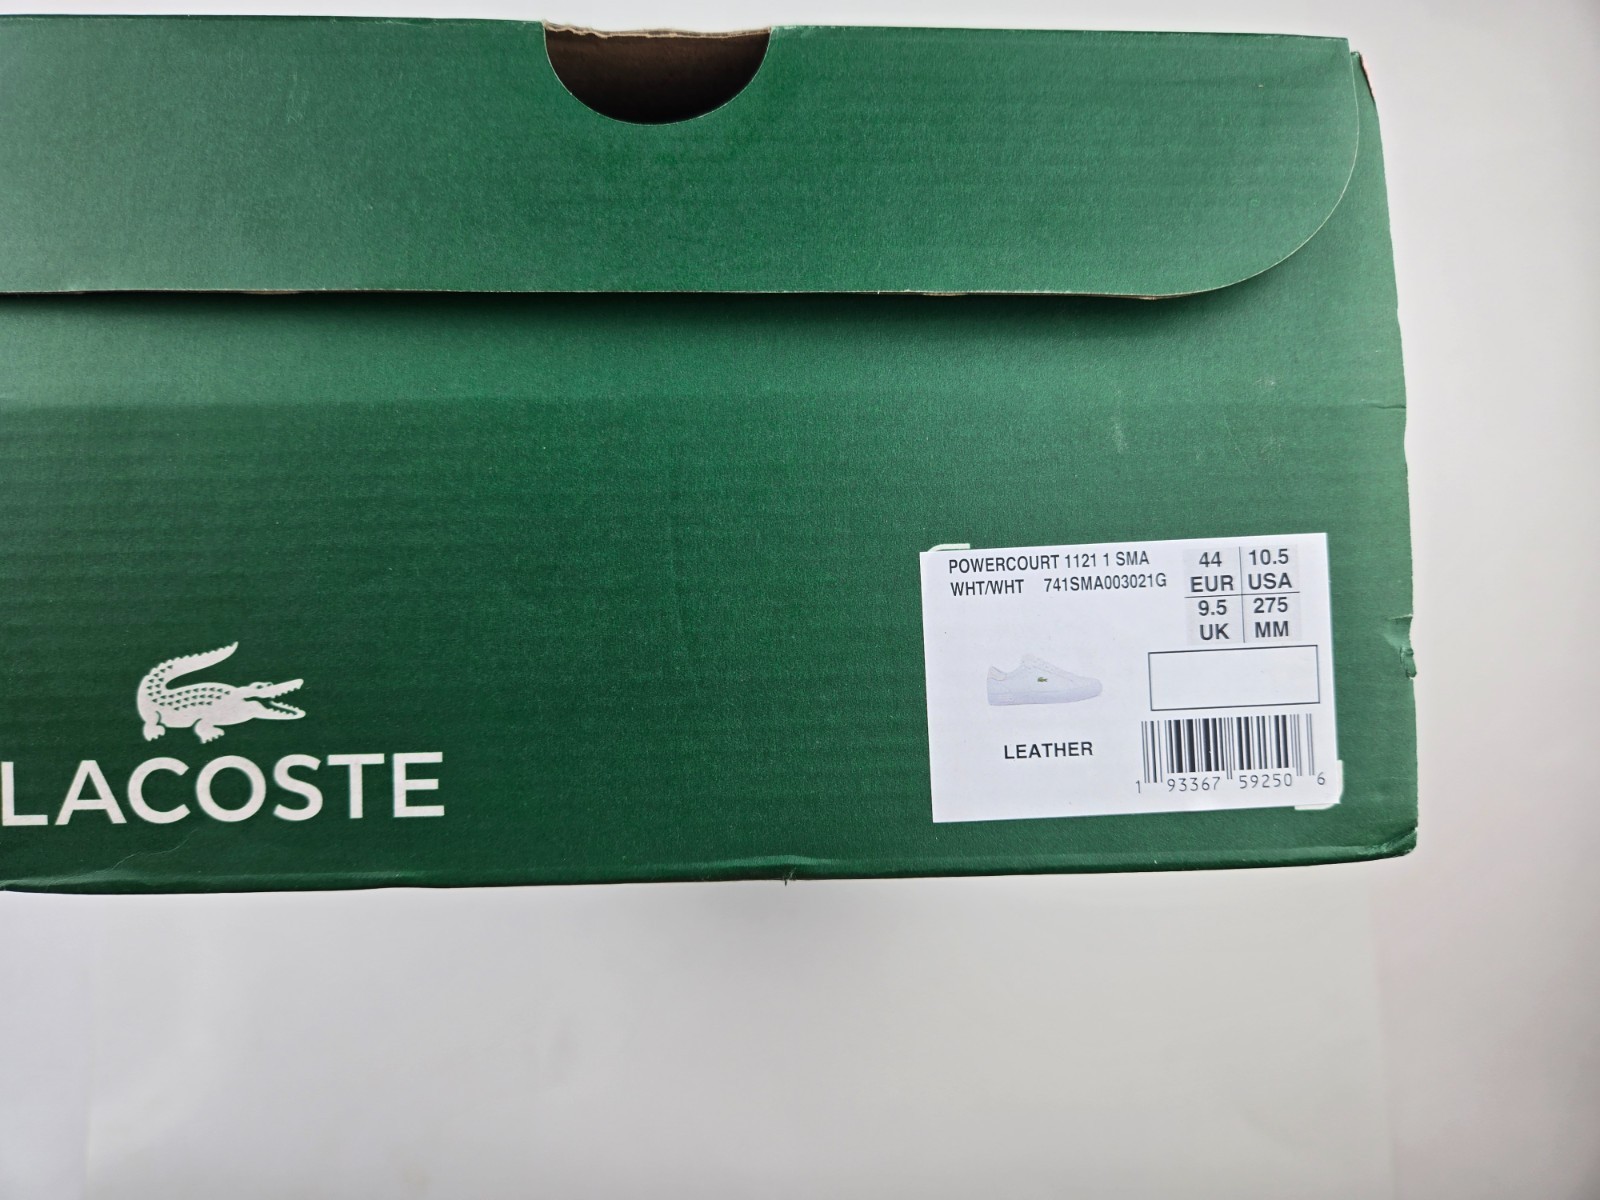 POWERCOURT 1121 1 SMA
WHT/WHT 741SMA003021G
44 10.5
EUR USA
9.5 275
UK MM
LEATHER
1 93367 59250 6
LACOSTE